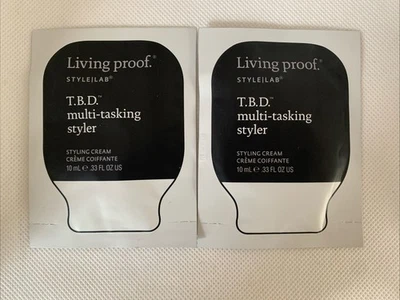 Living proof.®
STYLE|LAB®
T.B.D.™
multi-tasking
styler
STYLING CREAM
CRÈME COIFFANTE
10 mL ℮ .33 FL OZ US
Living proof.®
STYLE|LAB®
T.B.D.™
multi-tasking
styler
STYLING CREAM
CRÈME COIFFANTE
10 mL ℮ .33 FL OZ US